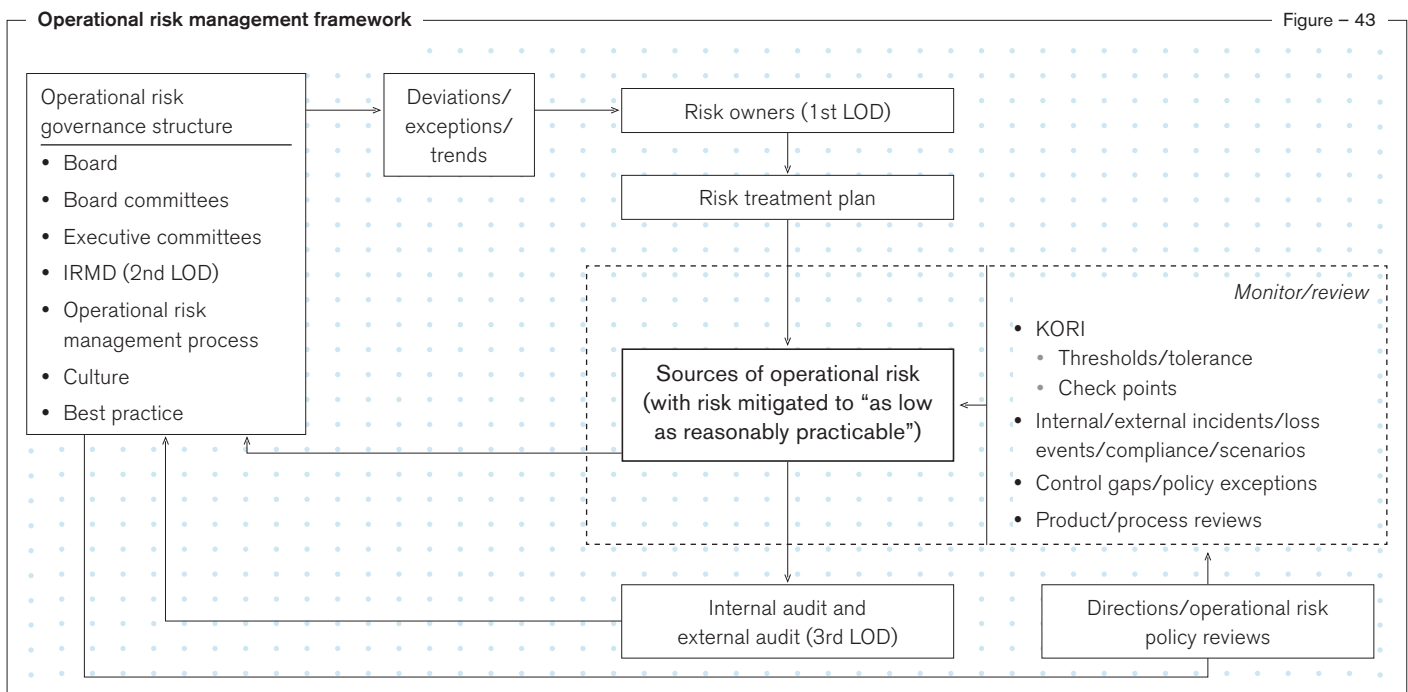 Operational risk management framework
Figure – 43
Operational risk
governance structure
• Board
• Board committees
• Executive committees
• IRMD (2nd LOD)
• Operational risk
management process
• Culture
• Best practice
Deviations/
exceptions/
trends
Risk owners (1st LOD)
Risk treatment plan
Monitor/review
Sources of operational risk
(with risk mitigated to “as low
as reasonably practicable”)
• KORI
• Thresholds/tolerance
• Check points
• Internal/external incidents/loss
events/compliance/scenarios
• Control gaps/policy exceptions
• Product/process reviews
Internal audit and
external audit (3rd LOD)
Directions/operational risk
policy reviews